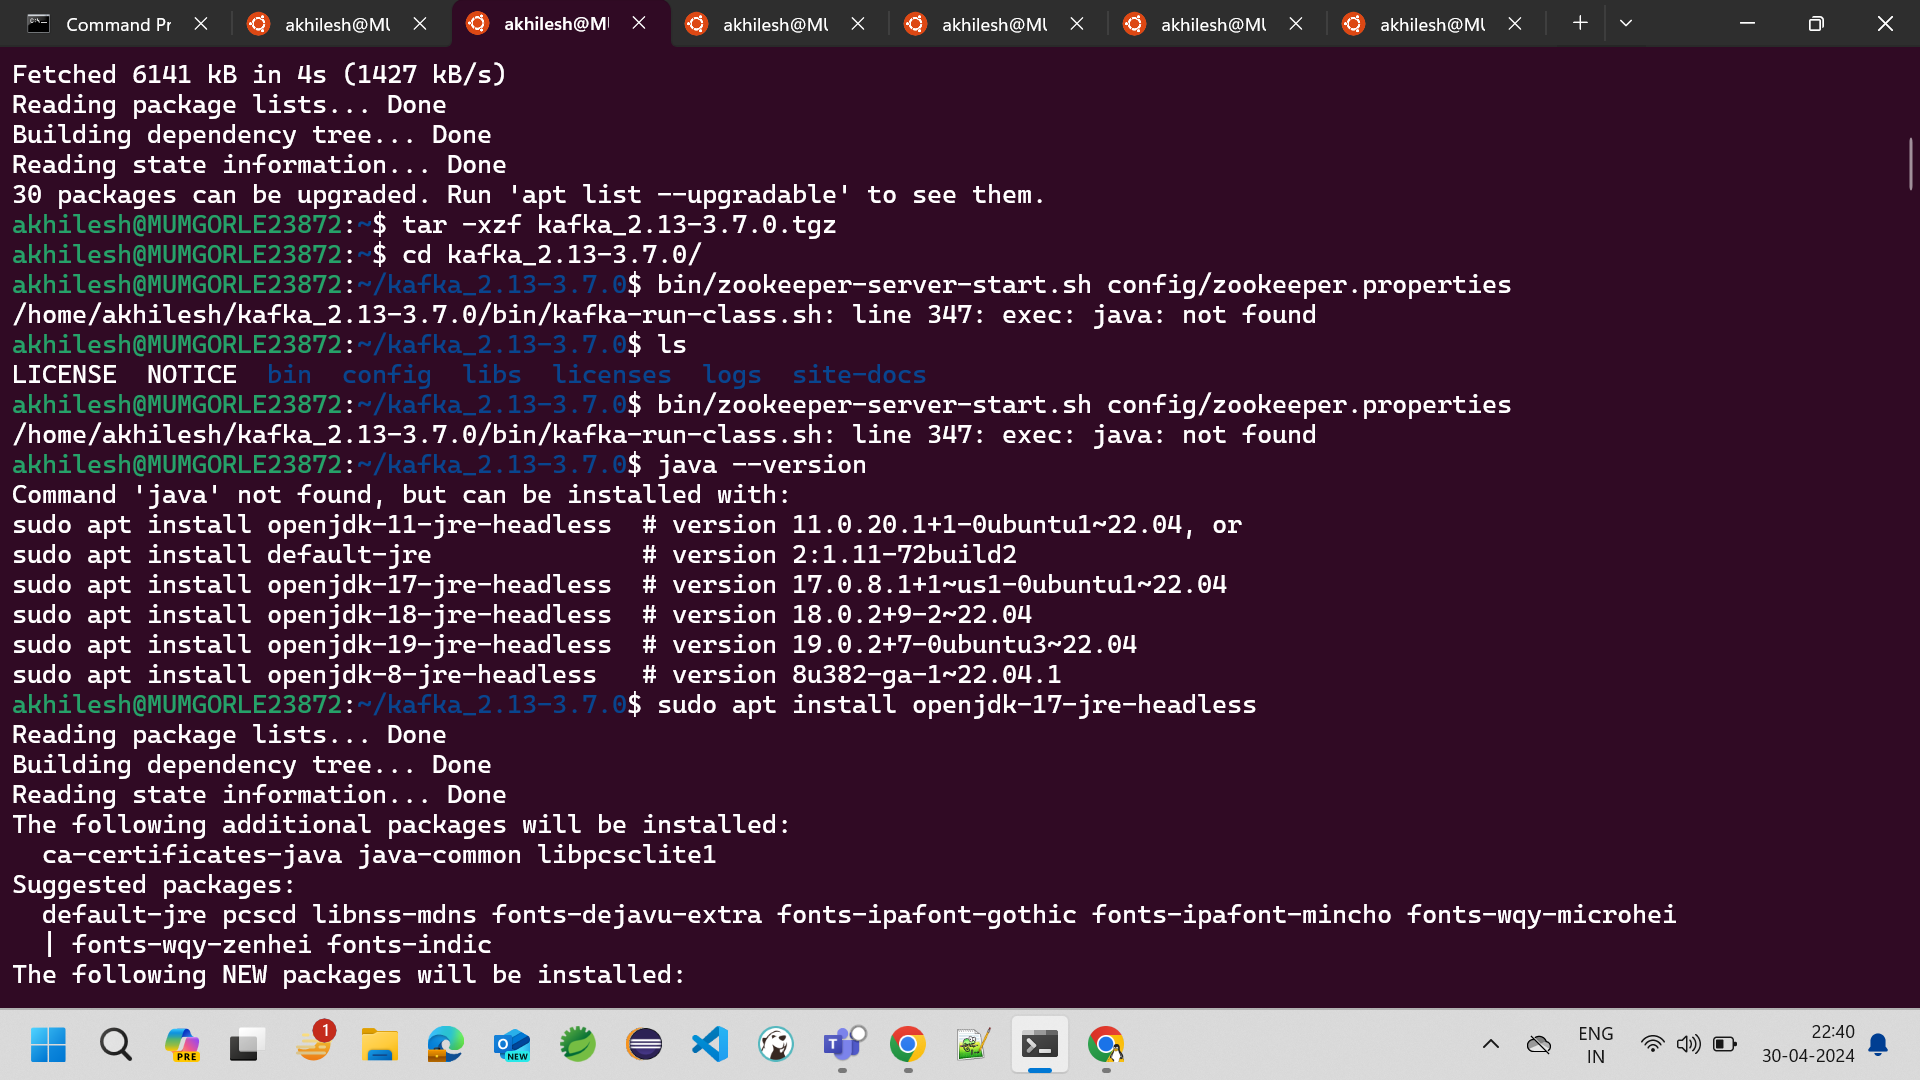 Command Pr
akhilesh@MU
akhilesh@MU
akhilesh@MU
akhilesh@MU
akhilesh@MU
akhilesh@MU
Fetched 6141 kB in 4s (1427 kB/s)
Reading package lists... Done
Building dependency tree... Done
Reading state information... Done
30 packages can be upgraded. Run 'apt list --upgradable' to see them.
akhilesh@MUMGORLE23872:~$ tar -xzf kafka_2.13-3.7.0.tgz
akhilesh@MUMGORLE23872:~$ cd kafka_2.13-3.7.0/
akhilesh@MUMGORLE23872:~/kafka_2.13-3.7.0$ bin/zookeeper-server-start.sh config/zookeeper.properties
/home/akhilesh/kafka_2.13-3.7.0/bin/kafka-run-class.sh: line 347: exec: java: not found
akhilesh@MUMGORLE23872:~/kafka_2.13-3.7.0$ ls
LICENSE  NOTICE  bin  config  libs  licenses  logs  site-docs
akhilesh@MUMGORLE23872:~/kafka_2.13-3.7.0$ bin/zookeeper-server-start.sh config/zookeeper.properties
/home/akhilesh/kafka_2.13-3.7.0/bin/kafka-run-class.sh: line 347: exec: java: not found
akhilesh@MUMGORLE23872:~/kafka_2.13-3.7.0$ java --version
Command 'java' not found, but can be installed with:
sudo apt install openjdk-11-jre-headless  # version 11.0.20.1+1-0ubuntu1~22.04, or
sudo apt install default-jre              # version 2:1.11-72build2
sudo apt install openjdk-17-jre-headless  # version 17.0.8.1+1~us1-0ubuntu1~22.04
sudo apt install openjdk-18-jre-headless  # version 18.0.2+9-2~22.04
sudo apt install openjdk-19-jre-headless  # version 19.0.2+7-0ubuntu3~22.04
sudo apt install openjdk-8-jre-headless   # version 8u382-ga-1~22.04.1
akhilesh@MUMGORLE23872:~/kafka_2.13-3.7.0$ sudo apt install openjdk-17-jre-headless
Reading package lists... Done
Building dependency tree... Done
Reading state information... Done
The following additional packages will be installed:
  ca-certificates-java java-common libpcsclite1
Suggested packages:
  default-jre pcscd libnss-mdns fonts-dejavu-extra fonts-ipafont-gothic fonts-ipafont-mincho fonts-wqy-microhei
  | fonts-wqy-zenhei fonts-indic
The following NEW packages will be installed:
PRE
1
NEW
ENG
IN
22:40
30-04-2024